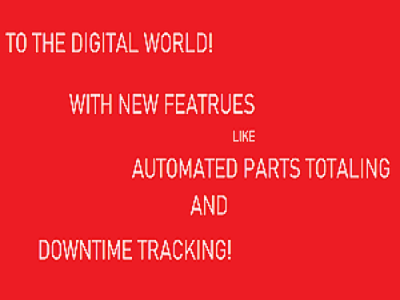 TO THE DIGITAL WORLD!
WITH NEW FEATRUES
LIKE
AUTOMATED PARTS TOTALING
AND
DOWNTIME TRACKING!